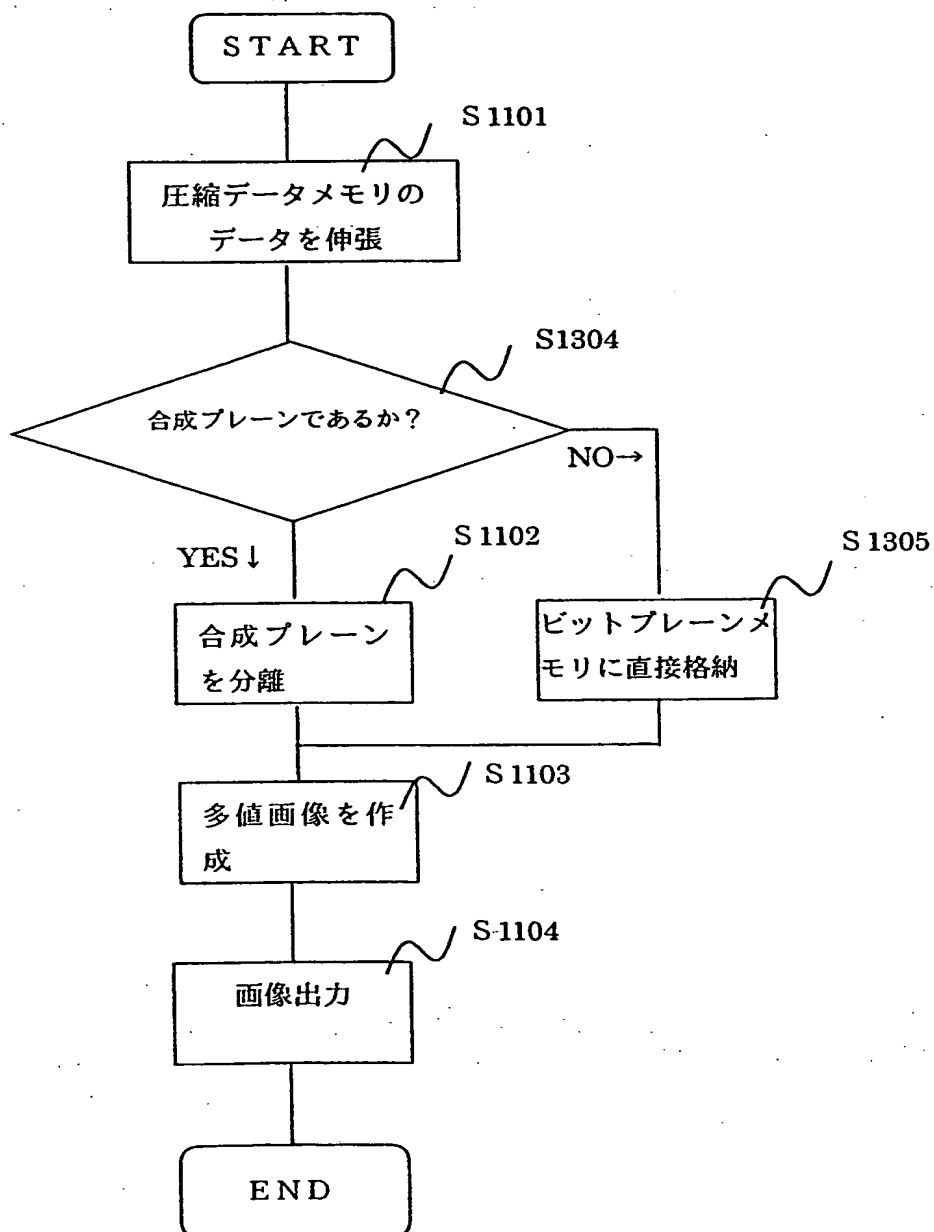 START
S1101
圧縮データメモリの
データを伸張
S1304
合成プレーンであるか？
NO→
YES↓
S1102
合成プレーン
を分離
S1305
ビットプレーンメ
モリに直接格納
S1103
多値画像を作
成
S1104
画像出力
END